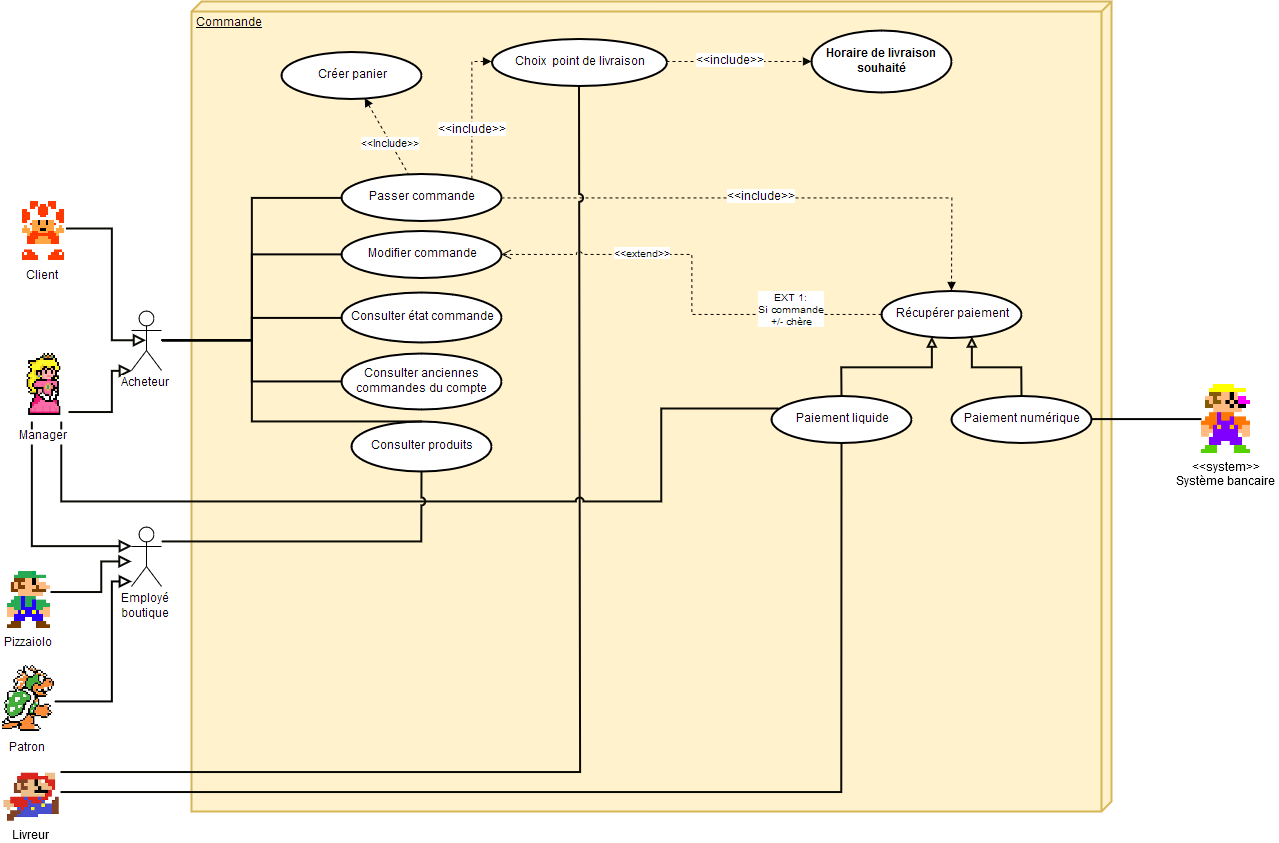 Commande
Créer panier
Choix point de livraison
<<include>>
Horaire de livraison
souhaité
<<include>>
<<Include>>
Passer commande
<<include>>
Modifier commande
<<extend>>
Client
EXT 1:
Si commande
+/- chère
Récupérer paiement
Consulter état commande
Acheteur
Consulter anciennes
commandes du compte
Manager
Consulter produits
Paiement liquide
Paiement numérique
<<system>>
Système bancaire
Employé
boutique
Pizzaiolo
Patron
Livreur